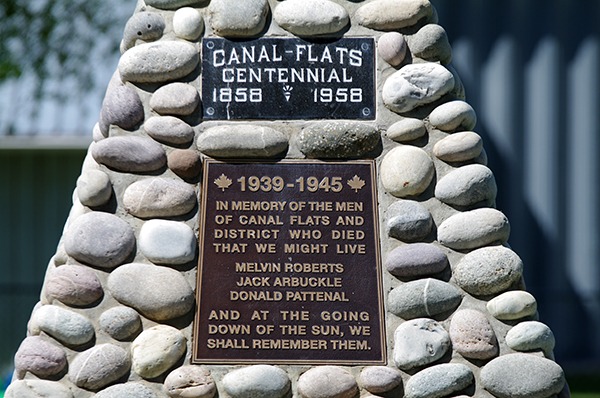 CANAL-FLATS
CENTENNIAL
1858 1958
1939-1945
IN MEMORY OF THE MEN
OF CANAL FLATS AND
DISTRICT WHO DIED
THAT WE MIGHT LIVE
MELVIN ROBERTS
JACK ARBUCKLE
DONALD PATTENAL
AND AT THE GOING
DOWN OF THE SUN, WE
SHALL REMEMBER THEM.